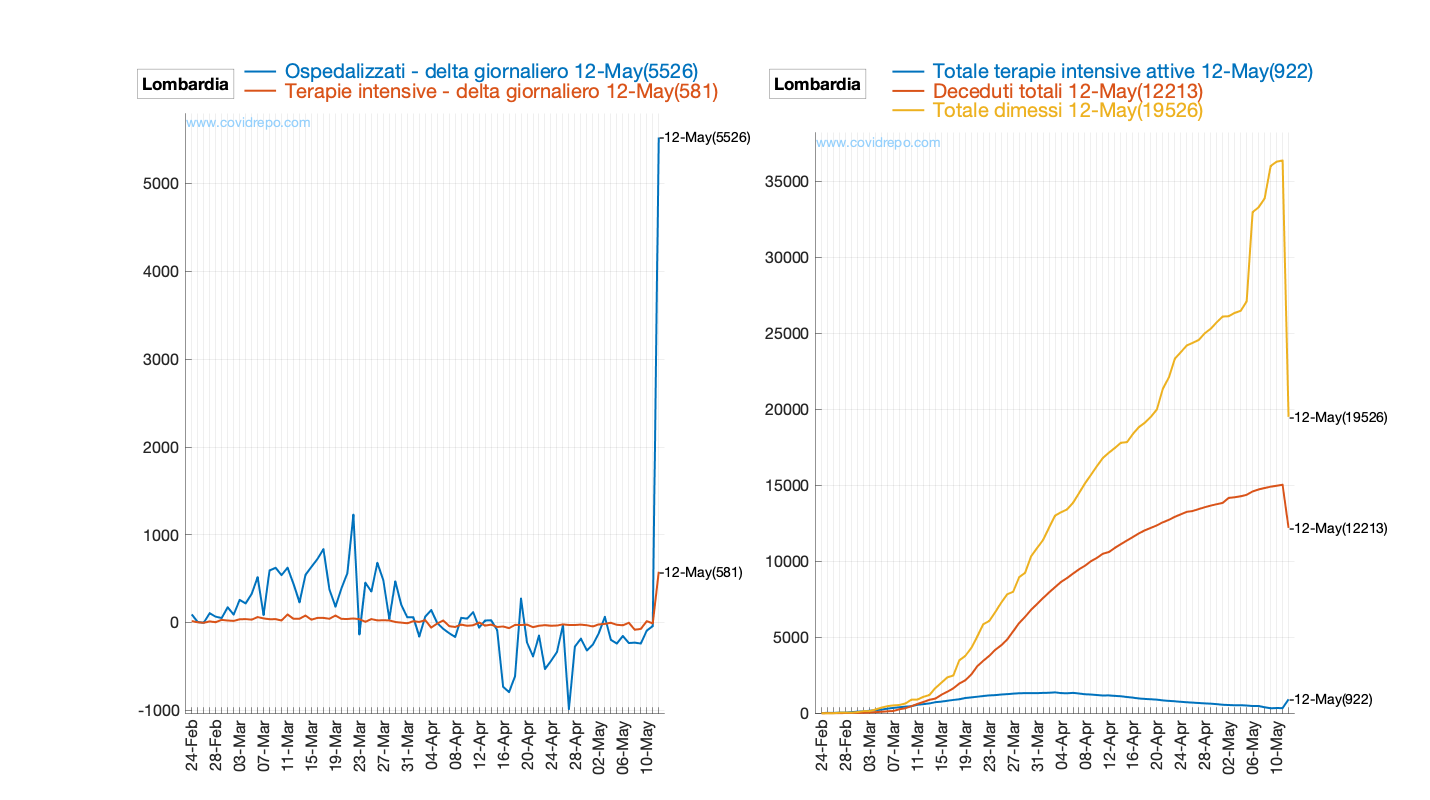 Lombardia
Ospedalizzati - delta giornaliero 12-May(5526)
Terapie intensive - delta giornaliero 12-May(581)
www.covidrepo.com
12-May(5526)
5000
4000
3000
2000
1000
12-May(581)
0
-1000
24-Feb
28-Feb
03-Mar
07-Mar
11-Mar
15-Mar
19-Mar
23-Mar
27-Mar
31-Mar
04-Apr
08-Apr
12-Apr
16-Apr
20-Apr
24-Apr
28-Apr
02-May
06-May
10-May
Lombardia
Totale terapie intensive attive 12-May(922)
Deceduti totali 12-May(12213)
Totale dimessi 12-May(19526)
www.covidrepo.com
35000
30000
25000
20000
12-May(19526)
15000
12-May(12213)
10000
5000
12-May(922)
0
24-Feb
28-Feb
03-Mar
07-Mar
11-Mar
15-Mar
19-Mar
23-Mar
27-Mar
31-Mar
04-Apr
08-Apr
12-Apr
16-Apr
20-Apr
24-Apr
28-Apr
02-May
06-May
10-May